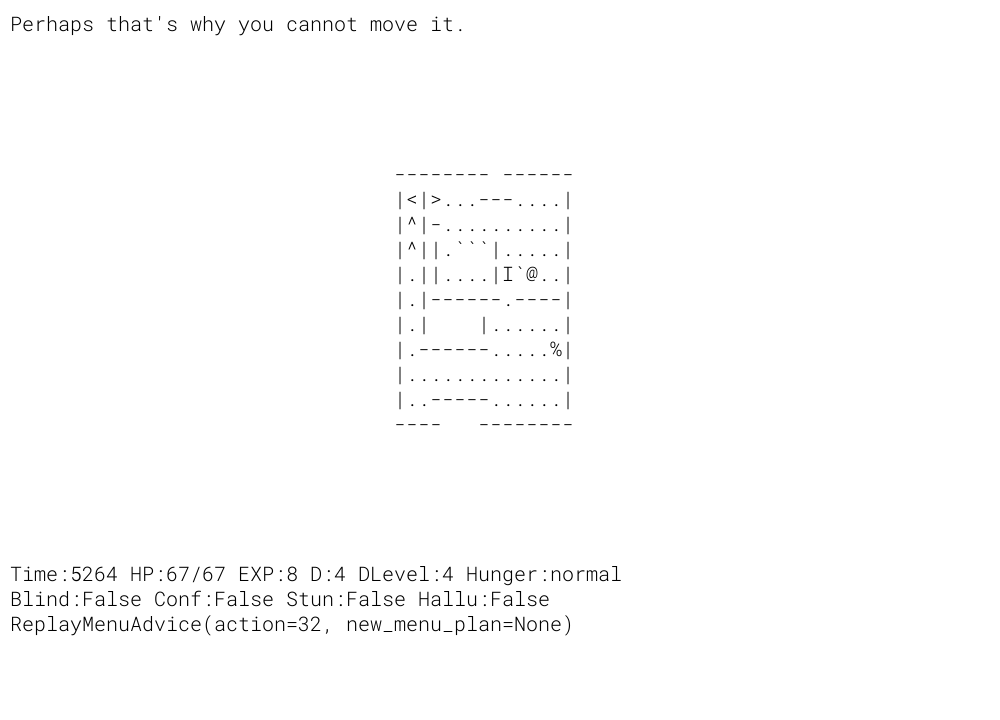 Perhaps that's why you cannot move it.
-------- ------
|<|>...---....|
|^|-..........|
|^||.```|.....|
|.||....|I`@..|
|.|------.----|
|.|    |......|
|.------.....%|
|.............|
|..-----......|
----   --------
Time:5264 HP:67/67 EXP:8 D:4 DLevel:4 Hunger:normal
Blind:False Conf:False Stun:False Hallu:False
ReplayMenuAdvice(action=32, new_menu_plan=None)